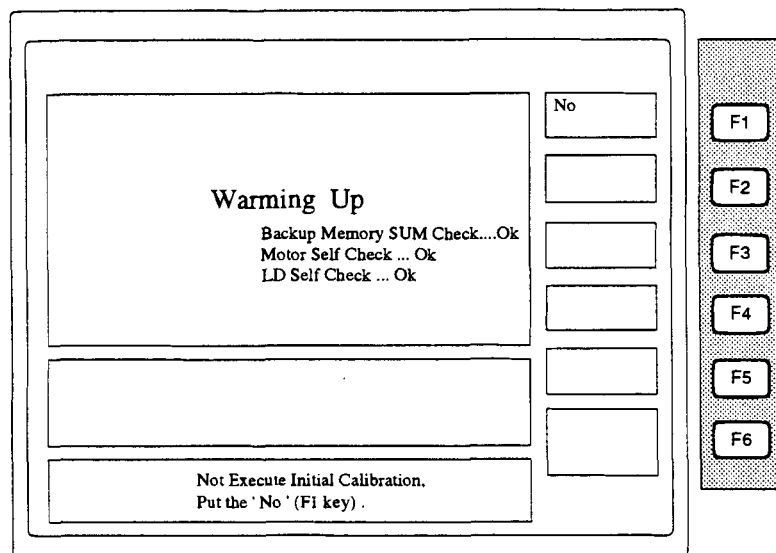 No
F1
F2
F3
F4
F5
F6
Warming Up
Backup Memory SUM Check....Ok
Motor Self Check ... Ok
LD Self Check ... Ok
Not Execute Initial Calibration,
Put the ' No ' (F1 key) .